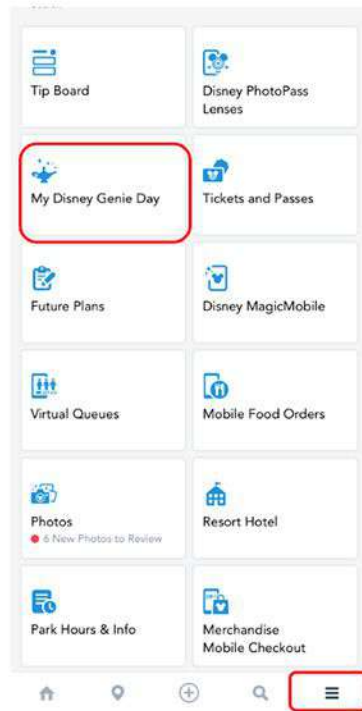 Tip Board
Disney PhotoPass
Lenses
My Disney Genie Day
Tickets and Passes
Future Plans
Disney MagicMobile
Virtual Queues
Mobile Food Orders
Photos
6 New Photos to Review
Resort Hotel
Park Hours & Info
Merchandise
Mobile Checkout